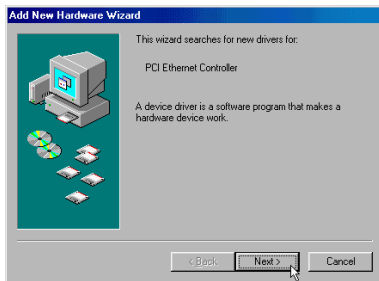 Add New Hardware Wizard
This wizard searches for new drivers for:
PCI Ethernet Controller
A device driver is a software program that makes a
hardware device work.
< Back
Next >
Cancel